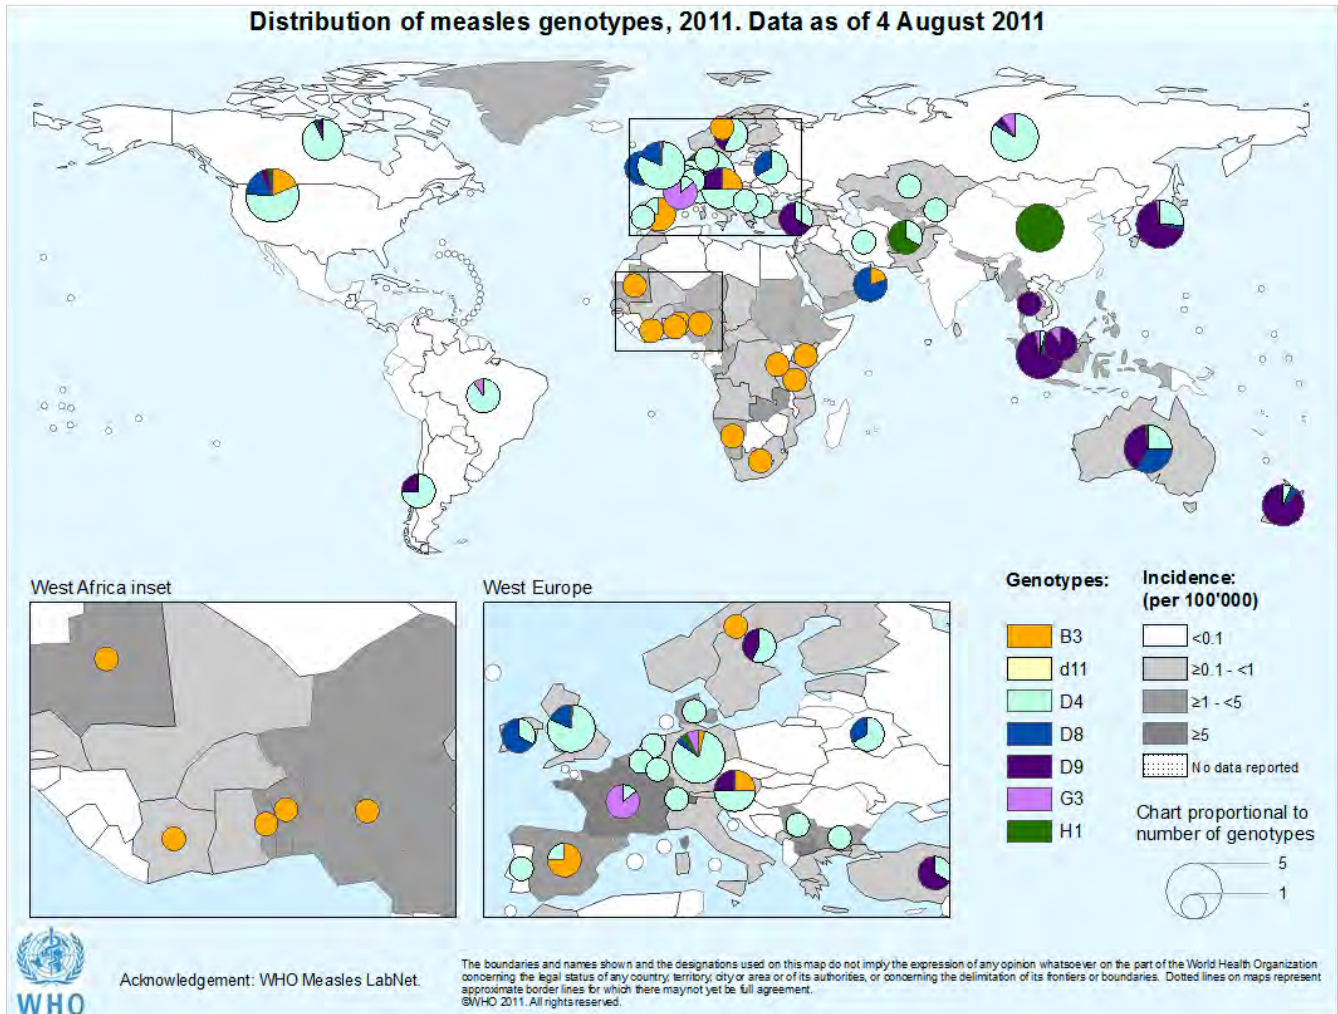 Distribution of measles genotypes, 2011. Data as of 4 August 2011
West Africa inset
West Europe
Genotypes:
B3
d11
D4
D8
D9
G3
H1
Incidence:
(per 100'000)
<0.1
≥0.1 - <1
≥1 - <5
≥5
No data reported
Chart proportional to
number of genotypes
5
1
WHO
Acknowledgement: WHO Measles LabNet.
The boundaries and names shown and the designations used on this map do not imply the expression of any opinion whatsoever on the part of the World Health Organization
concerning the legal status of any country, territory, city or area or of its authorities, or concerning the delimitation of its frontiers or boundaries. Dotted lines on maps represent
approximate border lines for which there may not yet be full agreement.
©WHO 2011. All rights reserved.